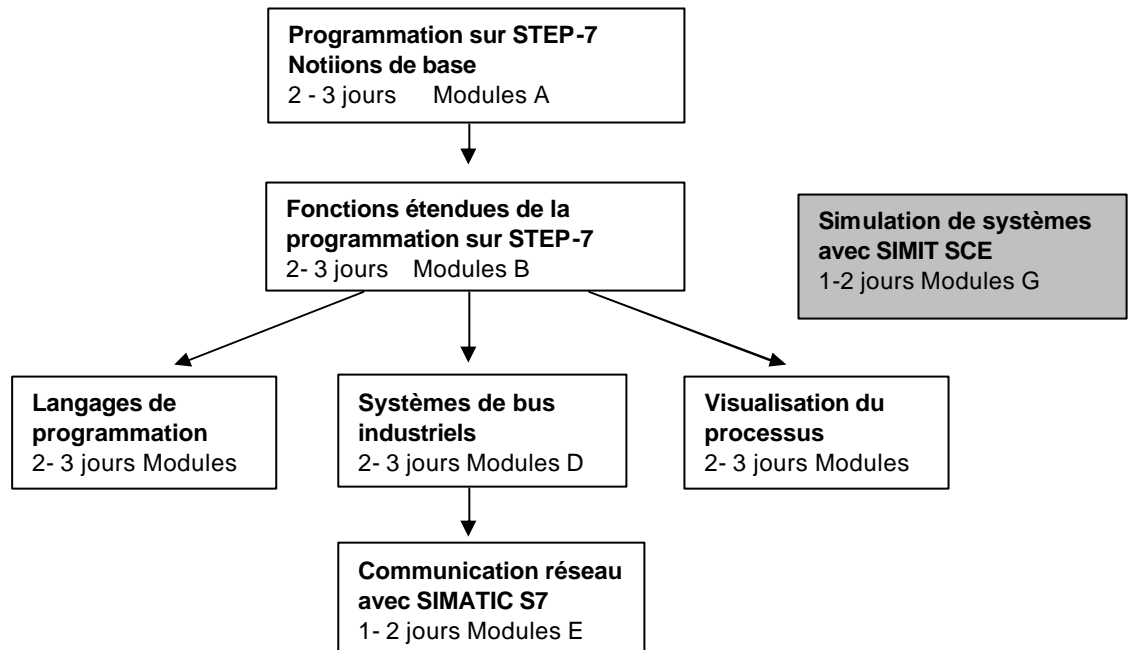 Programmation sur STEP-7
Notiions de base
2 - 3 jours Modules A
Fonctions étendues de la
programmation sur STEP-7
2- 3 jours Modules B
Simulation de systèmes
avec SIMIT SCE
1-2 jours Modules G
Langages de
programmation
2- 3 jours Modules
Systèmes de bus
industriels
2- 3 jours Modules D
Visualisation du
processus
2- 3 jours Modules
Communication réseau
avec SIMATIC S7
1- 2 jours Modules E